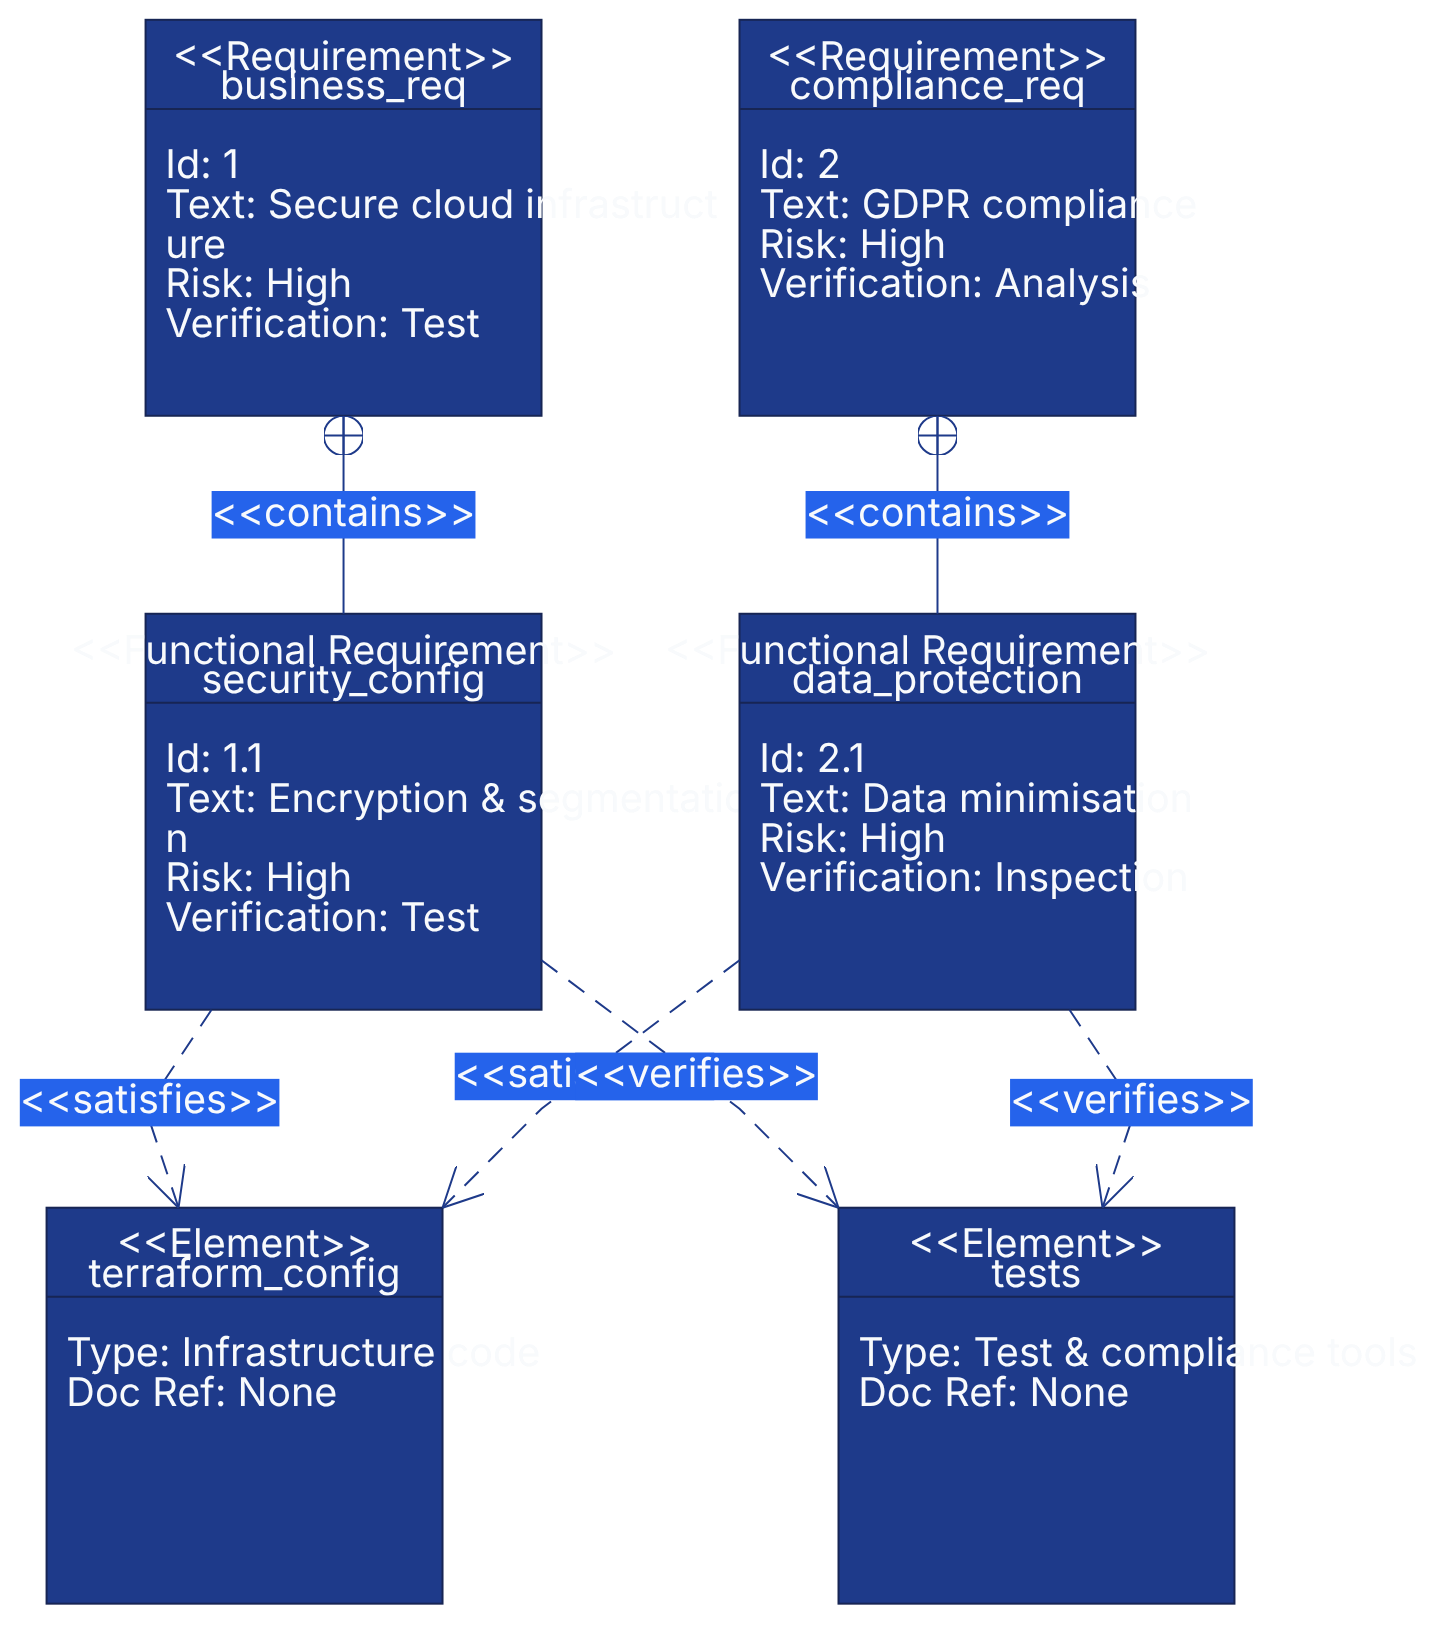 <<Requirement>>
business_req
Id: 1
Text: Secure cloud infrastruct
ure
Risk: High
Verification: Test
<<Requirement>>
compliance_req
Id: 2
Text: GDPR compliance
Risk: High
Verification: Analysis
<<contains>>
<<contains>>
<<Functional Requirement>>
security_config
Id: 1.1
Text: Encryption & segmentatio
n
Risk: High
Verification: Test
<<Functional Requirement>>
data_protection
Id: 2.1
Text: Data minimisation
Risk: High
Verification: Inspection
<<satisfies>>
<<sati
<<verifies>>
<<verifies>>
<<Element>>
terraform_config
Type: Infrastructure code
Doc Ref: None
<<Element>>
tests
Type: Test & compliance tools
Doc Ref: None